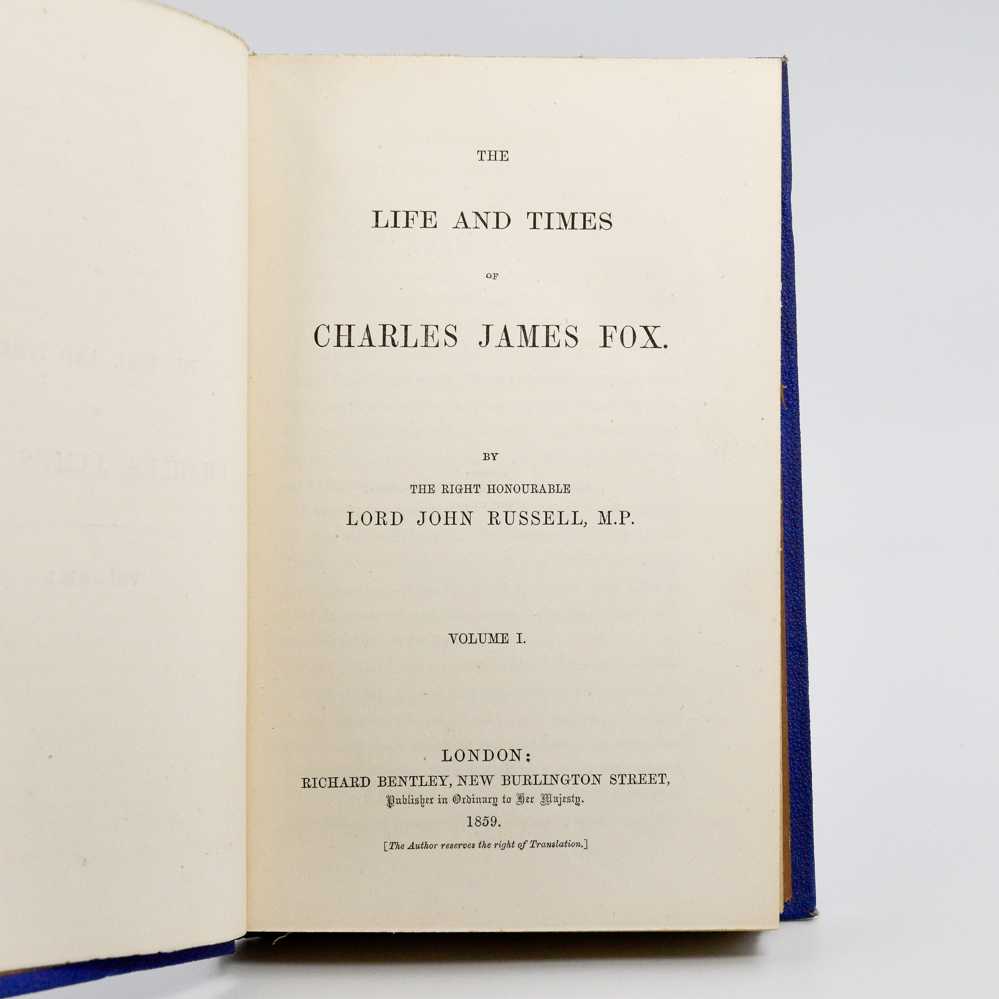 THE
LIFE AND TIMES
OF
CHARLES JAMES FOX.
BY
THE RIGHT HONOURABLE
LORD JOHN RUSSELL, M.P.
VOLUME I.
LONDON:
RICHARD BENTLEY, NEW BURLINGTON STREET,
Publisher in Ordinary to Her Majesty.
1859.
[The Author reserves the right of Translation.]